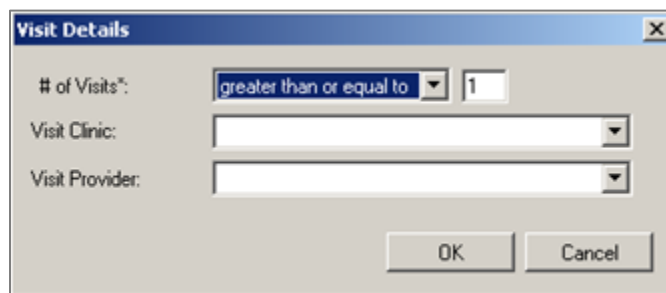 Visit Details
# of Visits*: greater than or equal to 1
Visit Clinic:
Visit Provider:
OK Cancel